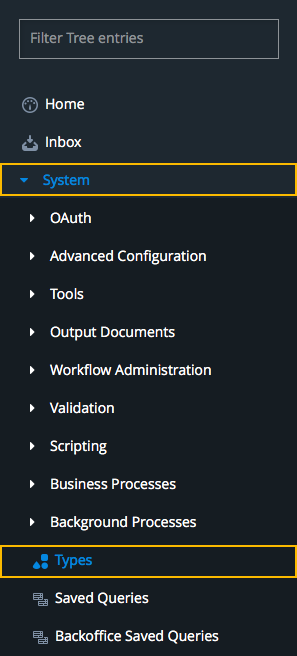 Filter Tree entries
Home
Inbox
System
OAuth
Advanced Configuration
Tools
Output Documents
Workflow Administration
Validation
Scripting
Business Processes
Background Processes
Types
Saved Queries
Backoffice Saved Queries